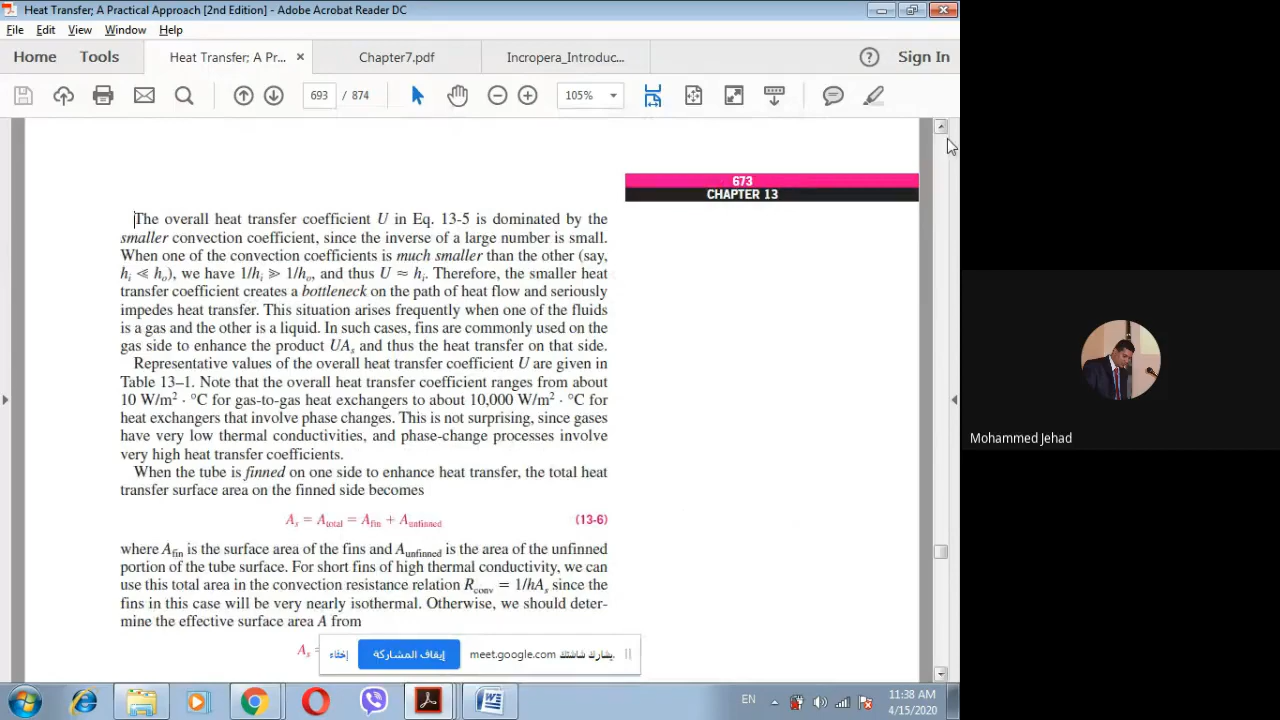 Heat Transfer; A Practical Approach [2nd Edition] - Adobe Acrobat Reader DC
File Edit View Window Help
Home Tools Heat Transfer; A Pr... × Chapter7.pdf Incropera_Introduc... Sign In
693 / 874 105%
673
CHAPTER 13
The overall heat transfer coefficient U in Eq. 13-5 is dominated by the
smaller convection coefficient, since the inverse of a large number is small.
When one of the convection coefficients is much smaller than the other (say,
hi ≪ ho), we have 1/hi ≫ 1/ho, and thus U ≈ hi. Therefore, the smaller heat
transfer coefficient creates a bottleneck on the path of heat flow and seriously
impedes heat transfer. This situation arises frequently when one of the fluids
is a gas and the other is a liquid. In such cases, fins are commonly used on the
gas side to enhance the product UAs and thus the heat transfer on that side.
Representative values of the overall heat transfer coefficient U are given in
Table 13–1. Note that the overall heat transfer coefficient ranges from about
10 W/m² · °C for gas-to-gas heat exchangers to about 10,000 W/m² · °C for
heat exchangers that involve phase changes. This is not surprising, since gases
have very low thermal conductivities, and phase-change processes involve
very high heat transfer coefficients.
When the tube is finned on one side to enhance heat transfer, the total heat
transfer surface area on the finned side becomes
As = Atotal = Afin + Aunfinned (13-6)
where Afin is the surface area of the fins and Aunfinned is the area of the unfinned
portion of the tube surface. For short fins of high thermal conductivity, we can
use this total area in the convection resistance relation Rconv = 1/hAs since the
fins in this case will be very nearly isothermal. Otherwise, we should deter-
mine the effective surface area A from
As =
إخفاء إيقاف المشاركة meet.google.com يشارك شاشتك.
Mohammed Jehad
EN 11:38 AM
4/15/2020